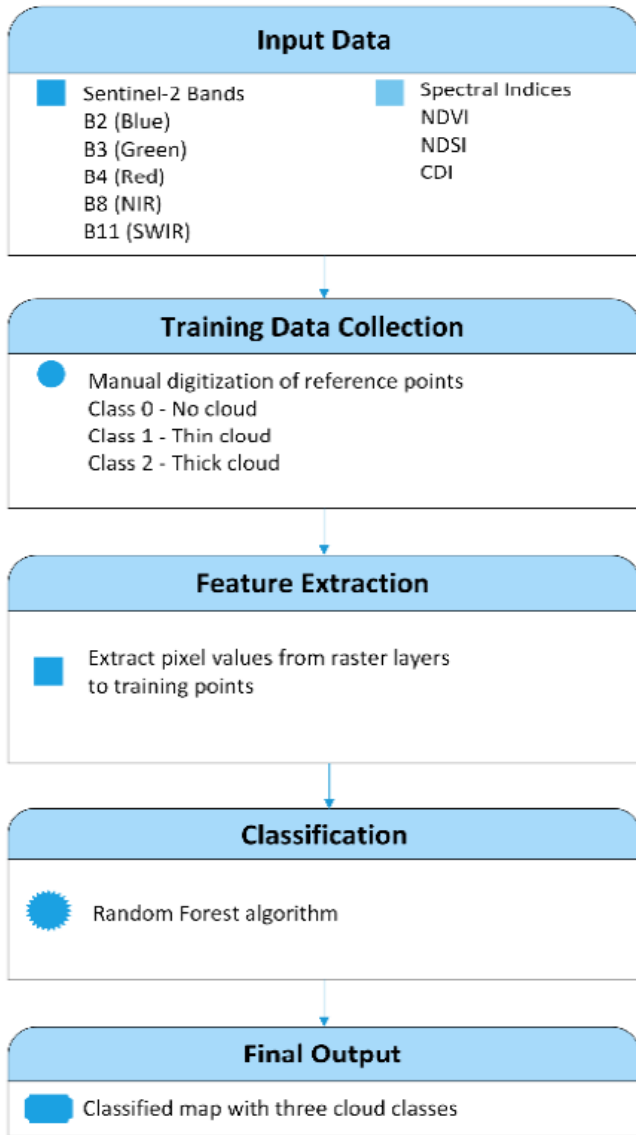 Input Data
Sentinel-2 Bands
B2 (Blue)
B3 (Green)
B4 (Red)
B8 (NIR)
B11 (SWIR)
Spectral Indices
NDVI
NDSI
CDI
Training Data Collection
Manual digitization of reference points
Class 0 - No cloud
Class 1 - Thin cloud
Class 2 - Thick cloud
Feature Extraction
Extract pixel values from raster layers
to training points
Classification
Random Forest algorithm
Final Output
Classified map with three cloud classes